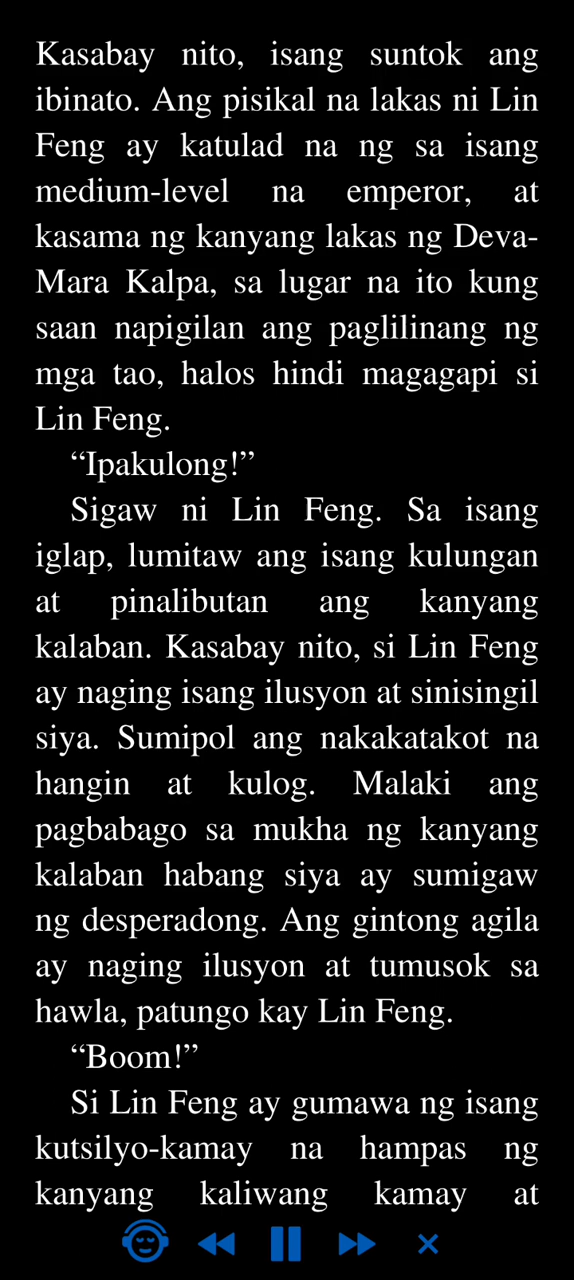 Kasabay nito, isang suntok ang
ibinato. Ang pisikal na lakas ni Lin
Feng ay katulad na ng sa isang
medium-level na emperor, at
kasama ng kanyang lakas ng Deva-
Mara Kalpa, sa lugar na ito kung
saan napigilan ang paglilinang ng
mga tao, halos hindi magagapi si
Lin Feng.
“Ipakulong!”
Sigaw ni Lin Feng. Sa isang
iglap, lumitaw ang isang kulungan
at pinalibutan ang kanyang
kalaban. Kasabay nito, si Lin Feng
ay naging isang ilusyon at sinisingil
siya. Sumipol ang nakakatakot na
hangin at kulog. Malaki ang
pagbabago sa mukha ng kanyang
kalaban habang siya ay sumigaw
ng desperadong. Ang gintong agila
ay naging ilusyon at tumusok sa
hawla, patungo kay Lin Feng.
“Boom!”
Si Lin Feng ay gumawa ng isang
kutsilyo-kamay na hampas ng
kanyang kaliwang kamay at